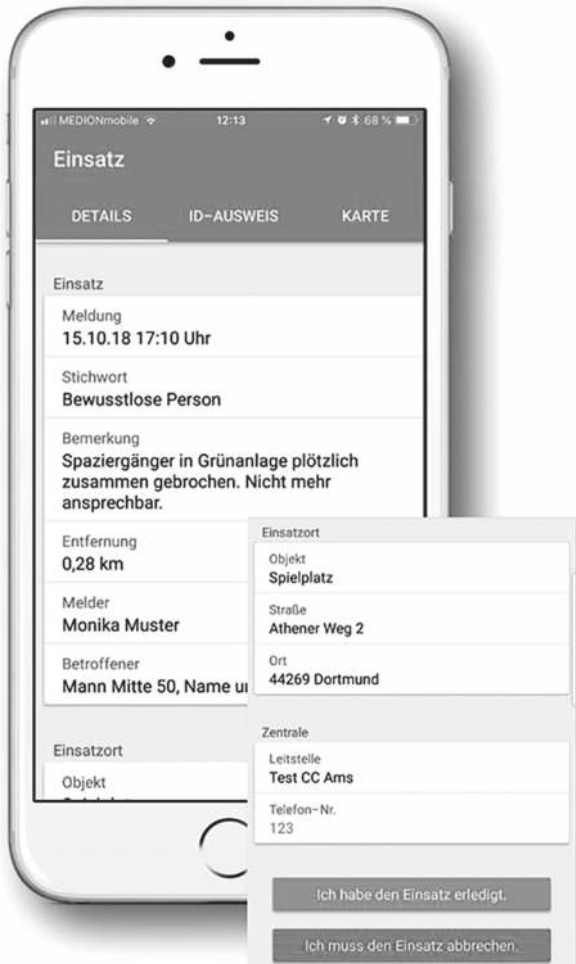 MEDIONmobile 12:13 68 %
Einsatz
DETAILS ID-AUSWEIS KARTE
Einsatz
Meldung
15.10.18 17:10 Uhr
Stichwort
Bewusstlose Person
Bemerkung
Spaziergänger in Grünanlage plötzlich
zusammen gebrochen. Nicht mehr
ansprechbar.
Entfernung
0,28 km
Melder
Monika Muster
Betroffener
Mann Mitte 50, Name
Einsatzort
Objekt
Einsatzort
Objekt
Spielplatz
Straße
Athener Weg 2
Ort
44269 Dortmund
Zentrale
Leitstelle
Test CC Ams
Telefon-Nr.
123
Ich habe den Einsatz erledigt.
Ich muss den Einsatz abbrechen.